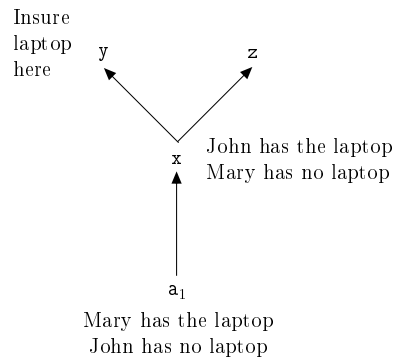 Insure
laptop
here
y
z
x
John has the laptop
Mary has no laptop
a₁
Mary has the laptop
John has no laptop